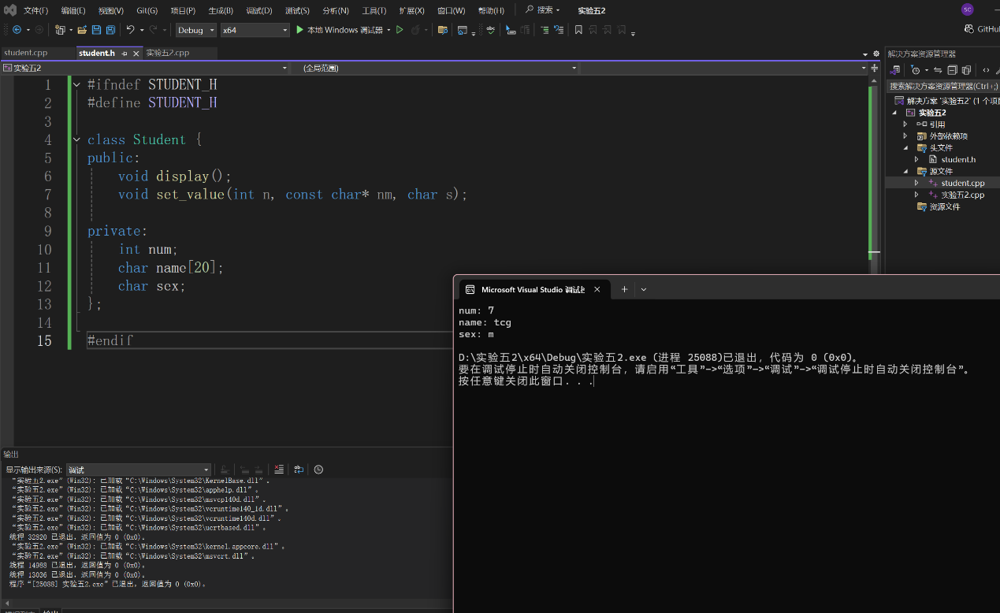 文件(F) 编辑(E) 视图(V) Git(G) 项目(P) 生成(B) 调试(D) 测试(S) 分析(N) 工具(T) 扩展(X) 窗口(W) 帮助(H) 搜索 实验五2 SC
Debug x64 本地 Windows 调试器 GitHu
student.cpp student.h 实验五2.cpp
实验五2 (全局范围)
1 #ifndef STUDENT_H
2 #define STUDENT_H
3
4 class Student {
5 public:
6 void display();
7 void set_value(int n, const char* nm, char s);
8
9 private:
10 int num;
11 char name[20];
12 char sex;
13 };
14
15 #endif
解决方案资源管理器
搜索解决方案资源管理器(Ctrl+;)
解决方案 '实验五2' (1 个项目
实验五2
引用
外部依赖项
头文件
student.h
源文件
student.cpp
实验五2.cpp
资源文件
Microsoft Visual Studio 调试
num: 7
name: tcg
sex: m
D:\实验五2\x64\Debug\实验五2.exe (进程 25088)已退出，代码为 0 (0x0)。
要在调试停止时自动关闭控制台，请启用“工具”->“选项”->“调试”->“调试停止时自动关闭控制台”。
按任意键关闭此窗口. . .
输出
显示输出来源(S): 调试
“实验五2.exe” (Win32): 已加载 “C:\Windows\System32\KernelBase.dll”。
“实验五2.exe” (Win32): 已加载 “C:\Windows\System32\apphelp.dll”。
“实验五2.exe” (Win32): 已加载 “C:\Windows\System32\msvcp140d.dll”。
“实验五2.exe” (Win32): 已加载 “C:\Windows\System32\vcruntime140_1d.dll”。
“实验五2.exe” (Win32): 已加载 “C:\Windows\System32\vcruntime140d.dll”。
“实验五2.exe” (Win32): 已加载 “C:\Windows\System32\ucrtbased.dll”。
线程 32820 已退出，返回值为 0 (0x0)。
“实验五2.exe” (Win32): 已加载 “C:\Windows\System32\kernel.appcore.dll”。
“实验五2.exe” (Win32): 已加载 “C:\Windows\System32\msvcrt.dll”。
线程 14988 已退出，返回值为 0 (0x0)。
线程 13036 已退出，返回值为 0 (0x0)。
程序 “[25088] 实验五2.exe” 已退出，返回值为 0 (0x0)。